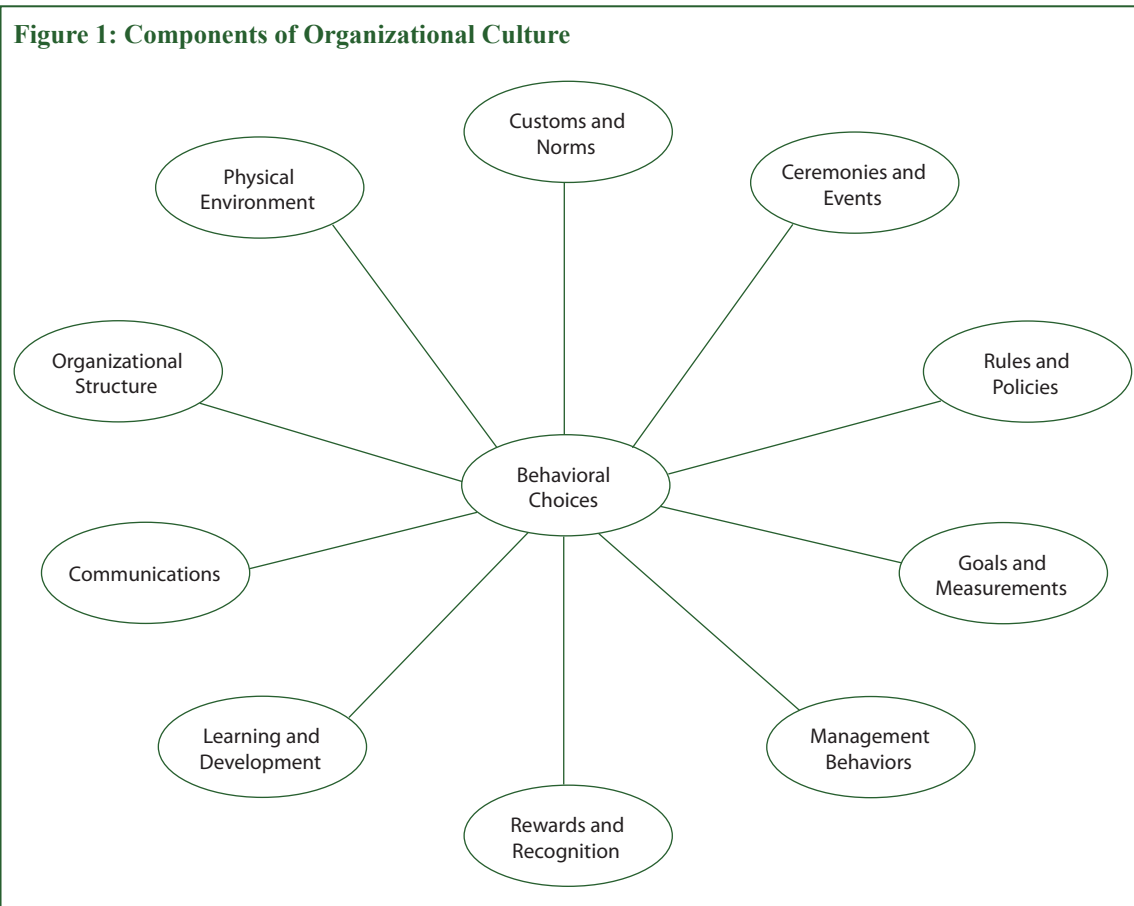 Figure 1: Components of Organizational Culture
Customs and
Norms
Ceremonies and
Events
Physical
Environment
Rules and
Policies
Organizational
Structure
Behavioral
Choices
Goals and
Measurements
Communications
Management
Behaviors
Learning and
Development
Rewards and
Recognition